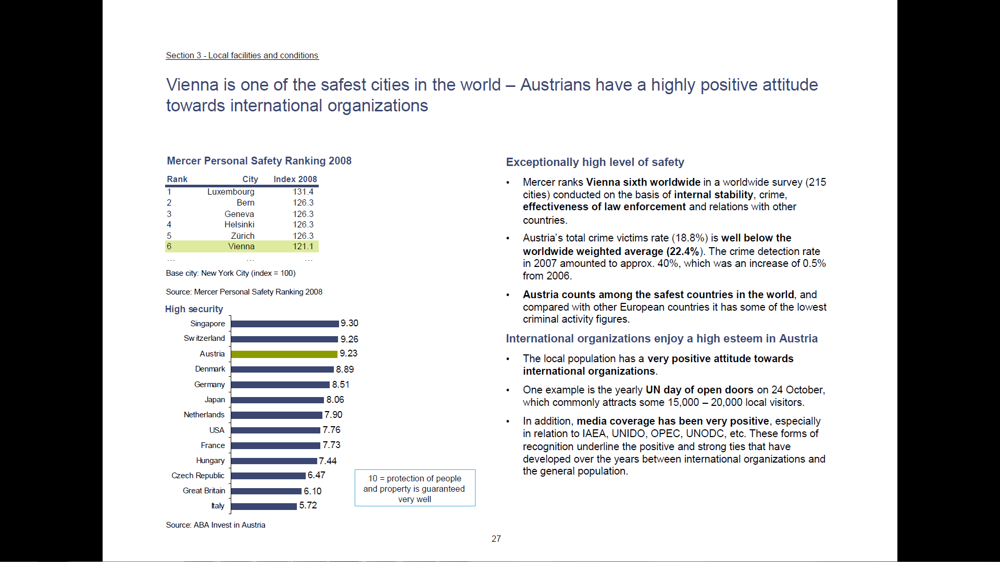 Section 3 - Local facilities and conditions
Vienna is one of the safest cities in the world – Austrians have a highly positive attitude
towards international organizations
Mercer Personal Safety Ranking 2008
Rank City Index 2008
1 Luxembourg 131.4
2 Bern 126.3
3 Geneva 126.3
4 Helsinki 126.3
5 Zürich 126.3
6 Vienna 121.1
... ... ...
Base city: New York City (index = 100)
Source: Mercer Personal Safety Ranking 2008
High security
Singapore 9.30
Switzerland 9.26
Austria 9.23
Denmark 8.89
Germany 8.51
Japan 8.06
Netherlands 7.90
USA 7.76
France 7.73
Hungary 7.44
Czech Republic 6.47
Great Britain 6.10
Italy 5.72
10 = protection of people
and property is guaranteed
very well
Source: ABA Invest in Austria
Exceptionally high level of safety
• Mercer ranks Vienna sixth worldwide in a worldwide survey (215
cities) conducted on the basis of internal stability, crime,
effectiveness of law enforcement and relations with other
countries.
• Austria’s total crime victims rate (18.8%) is well below the
worldwide weighted average (22.4%). The crime detection rate
in 2007 amounted to approx. 40%, which was an increase of 0.5%
from 2006.
• Austria counts among the safest countries in the world, and
compared with other European countries it has some of the lowest
criminal activity figures.
International organizations enjoy a high esteem in Austria
• The local population has a very positive attitude towards
international organizations.
• One example is the yearly UN day of open doors on 24 October,
which commonly attracts some 15,000 – 20,000 local visitors.
• In addition, media coverage has been very positive, especially
in relation to IAEA, UNIDO, OPEC, UNODC, etc. These forms of
recognition underline the positive and strong ties that have
developed over the years between international organizations and
the general population.
27